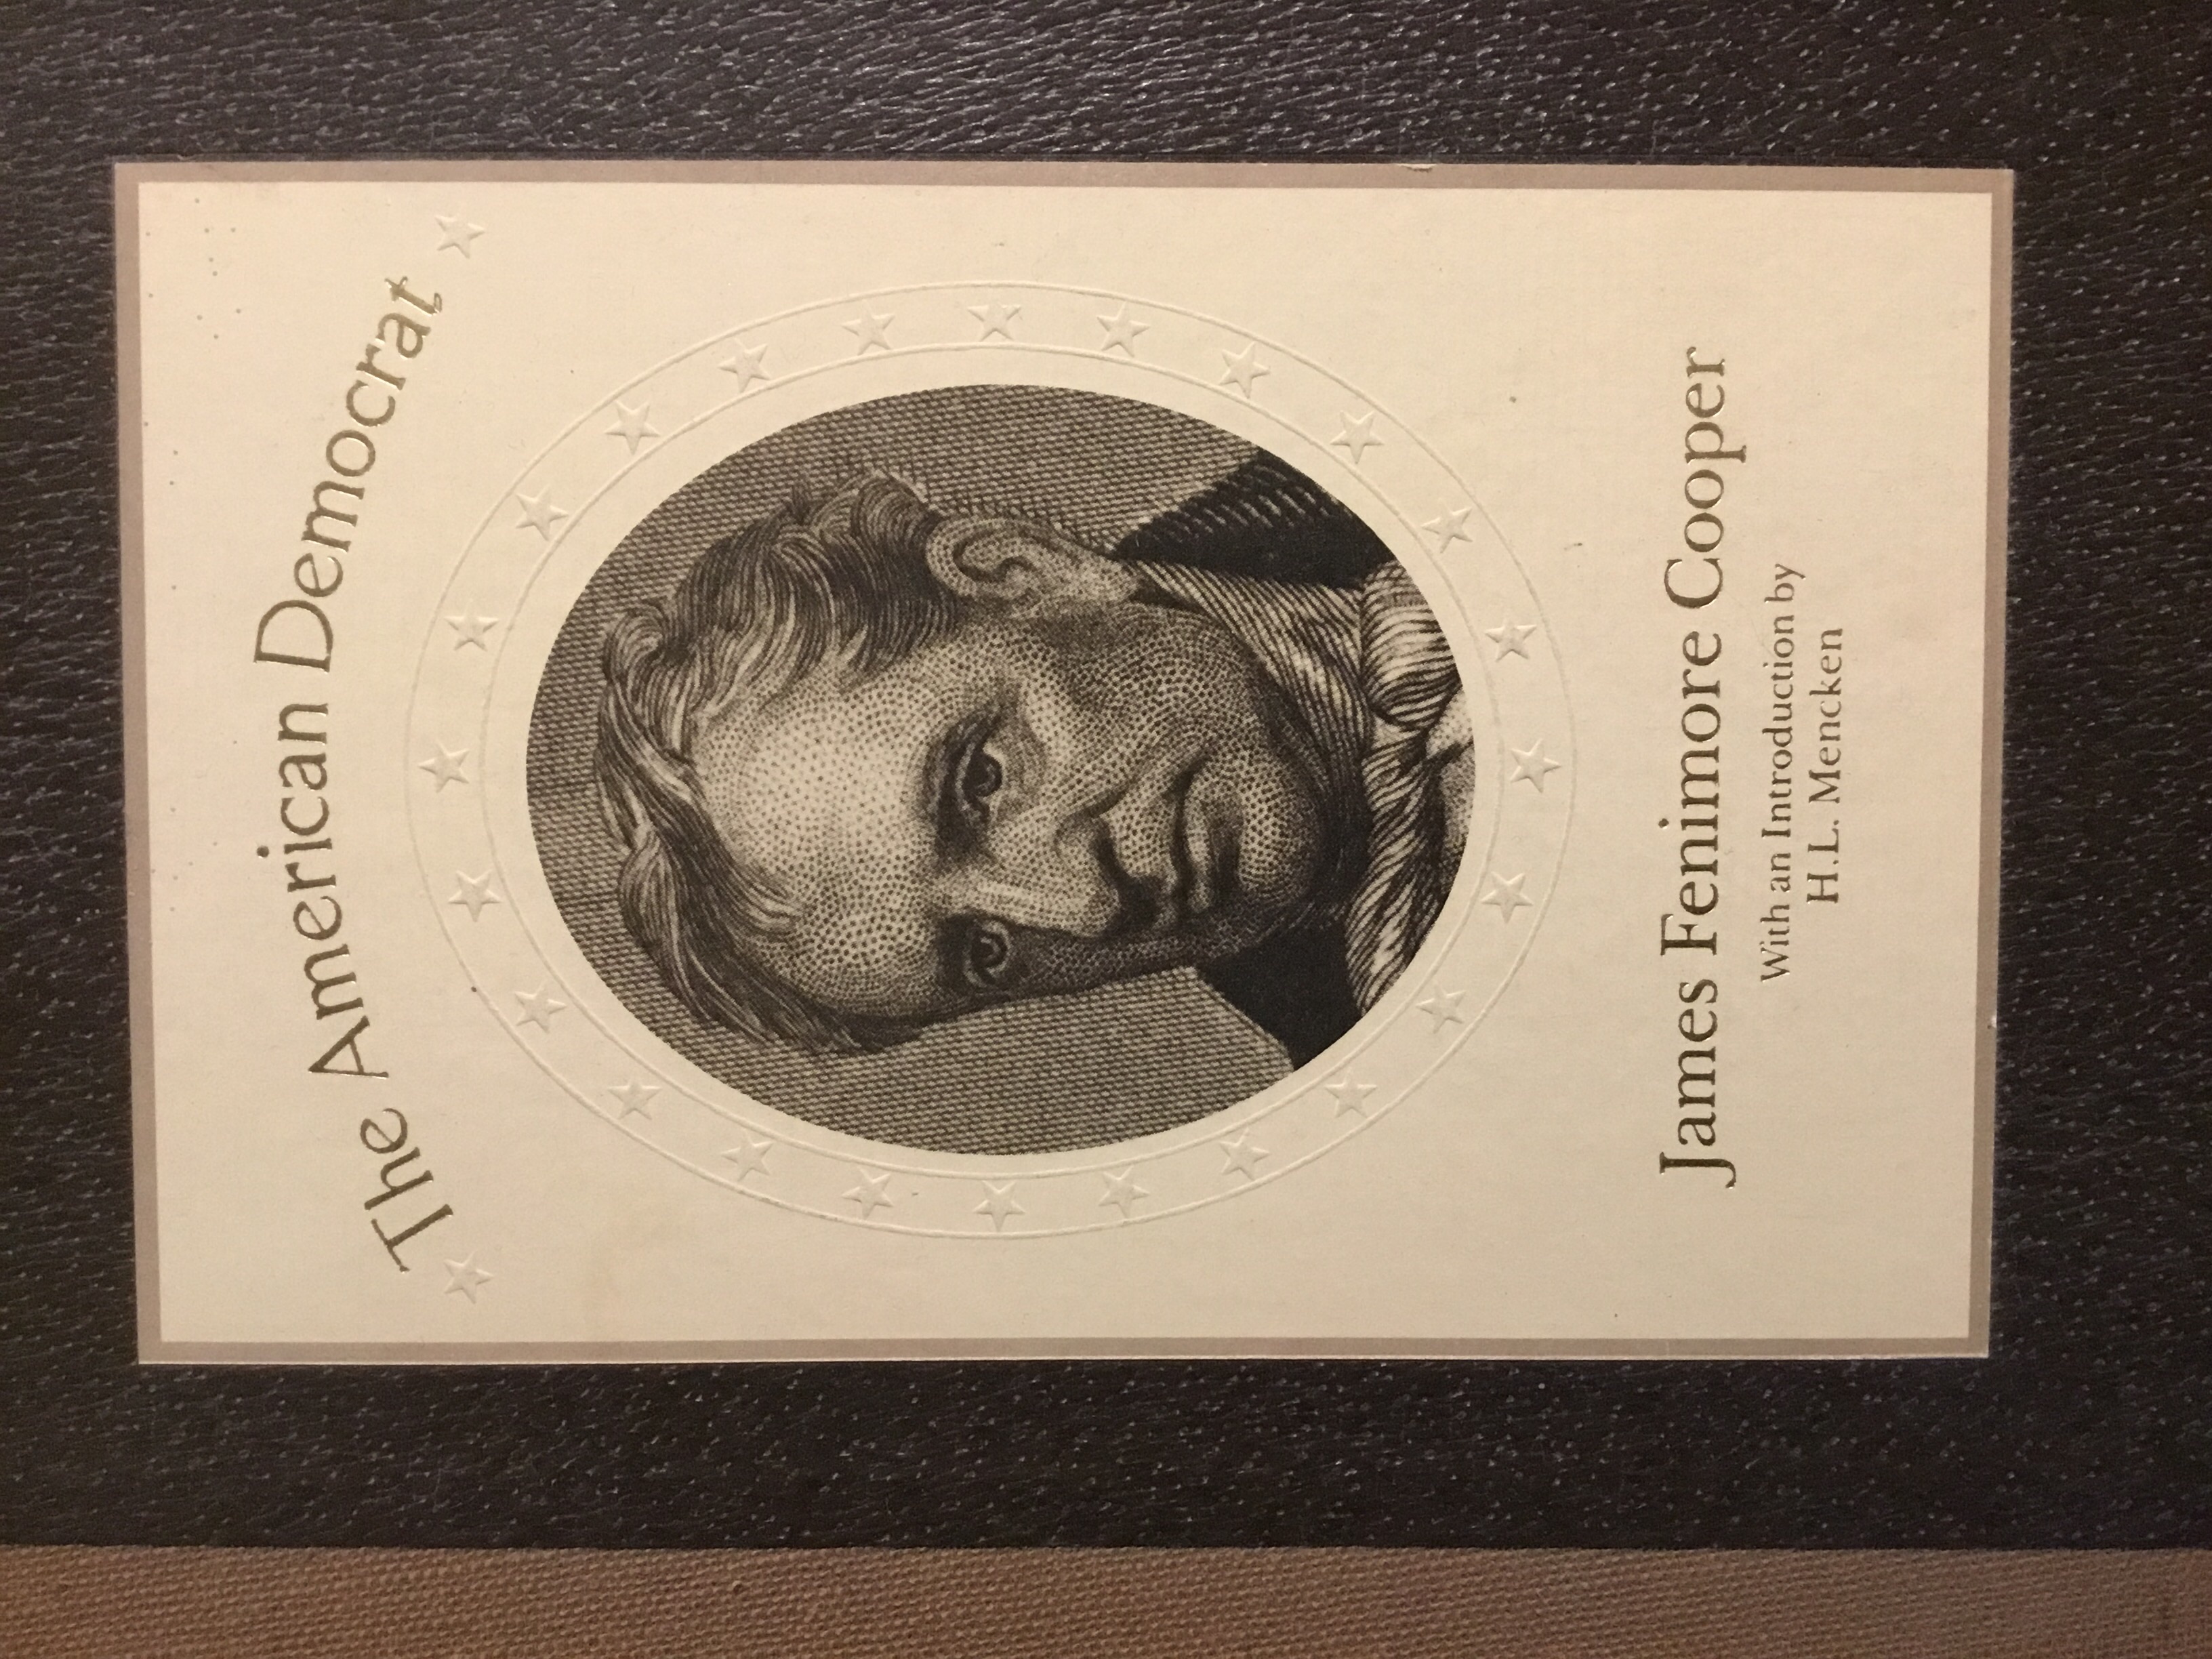 The American Democrat
James Fenimore Cooper
With an Introduction by
H.L. Mencken